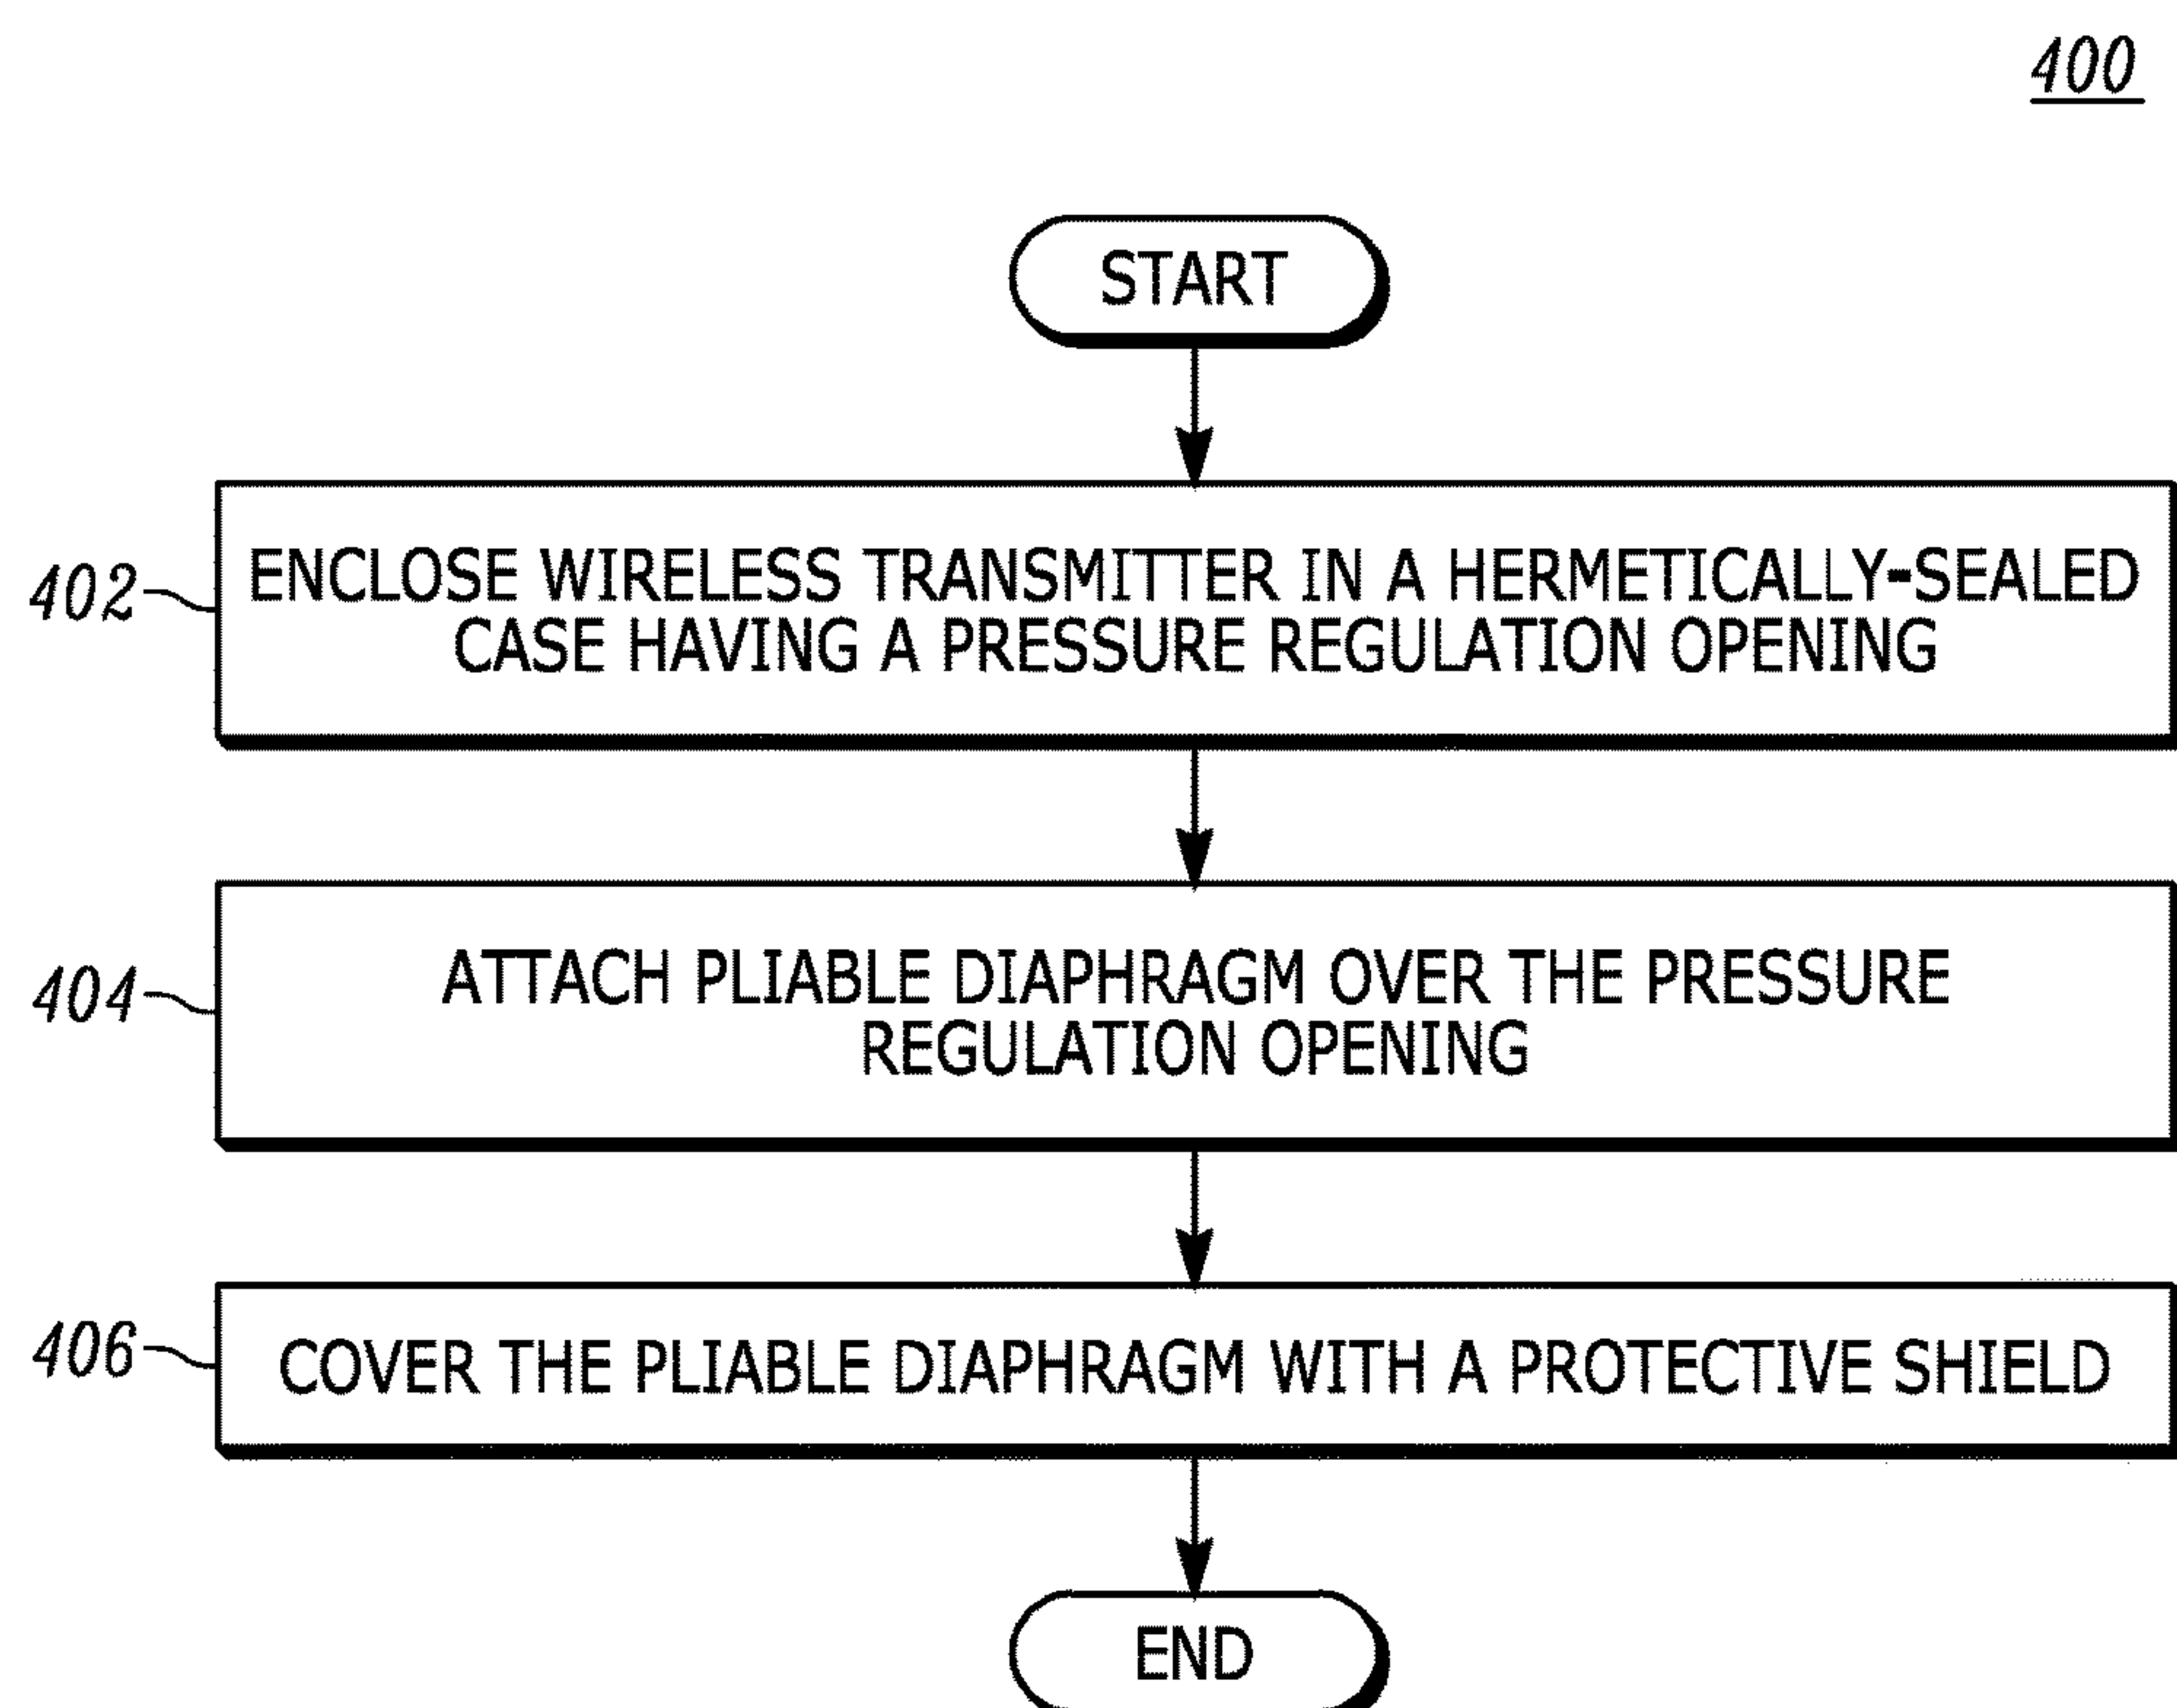 400
START
402
ENCLOSE WIRELESS TRANSMITTER IN A HERMETICALLY-SEALED
CASE HAVING A PRESSURE REGULATION OPENING
404
ATTACH PLIABLE DIAPHRAGM OVER THE PRESSURE
REGULATION OPENING
406
COVER THE PLIABLE DIAPHRAGM WITH A PROTECTIVE SHIELD
END